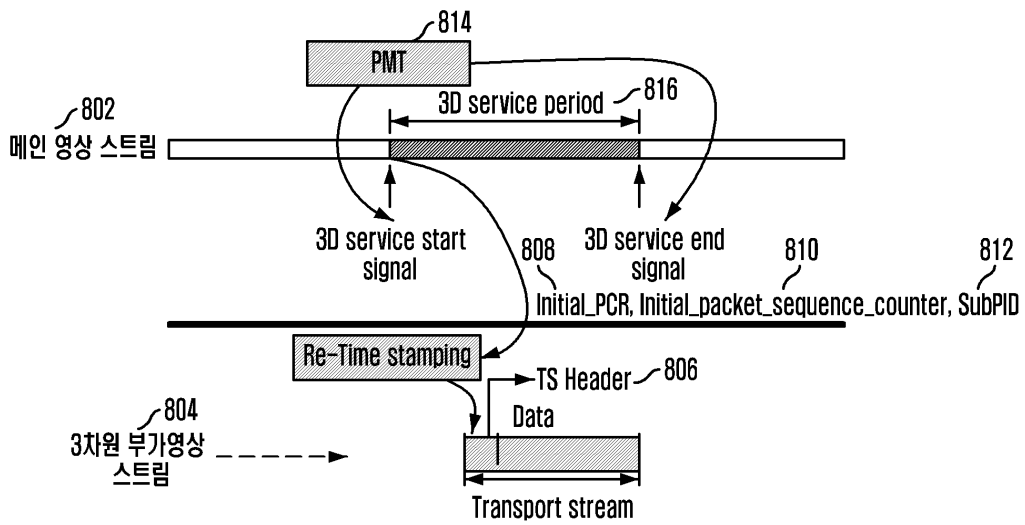 814
PMT
3D service period
816
802
메인 영상 스트림
3D service start
signal
3D service end
signal
808
810
812
Initial_PCR, Initial_packet_sequence_counter, SubPID
Re-Time stamping
TS Header
806
Data
804
3차원 부가영상
스트림
Transport stream